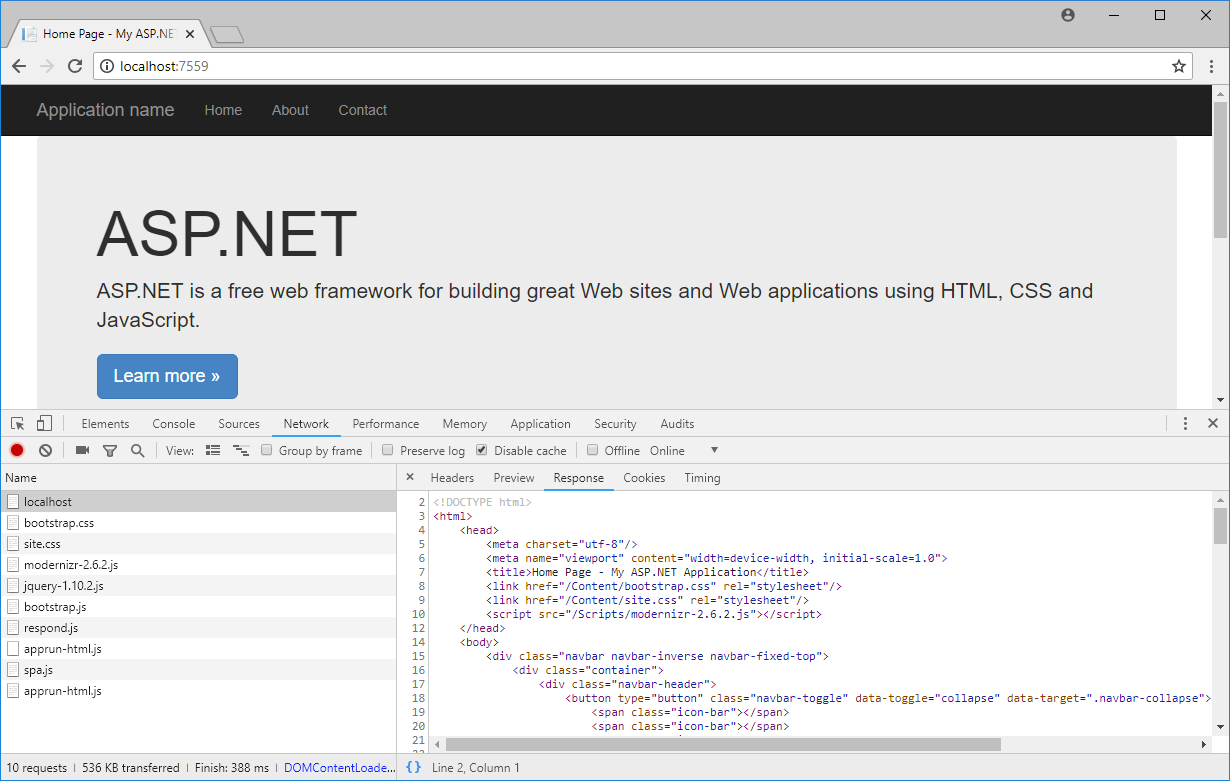 Home Page - My ASP.NET
localhost:7559
Application name Home About Contact
ASP.NET
ASP.NET is a free web framework for building great Web sites and Web applications using HTML, CSS and
JavaScript.
Learn more »
Elements Console Sources Network Performance Memory Application Security Audits
View: Group by frame Preserve log Disable cache Offline Online
Name
localhost
bootstrap.css
site.css
modernizr-2.6.2.js
jquery-1.10.2.js
bootstrap.js
respond.js
apprun-html.js
spa.js
apprun-html.js
10 requests | 536 KB transferred | Finish: 388 ms | DOMContentLoade...
Headers Preview Response Cookies Timing
2 <!DOCTYPE html>
3 <html>
4 <head>
5 <meta charset="utf-8"/>
6 <meta name="viewport" content="width=device-width, initial-scale=1.0">
7 <title>Home Page - My ASP.NET Application</title>
8 <link href="/Content/bootstrap.css" rel="stylesheet"/>
9 <link href="/Content/site.css" rel="stylesheet"/>
10 <script src="/Scripts/modernizr-2.6.2.js"></script>
12 </head>
14 <body>
15 <div class="navbar navbar-inverse navbar-fixed-top">
16 <div class="container">
17 <div class="navbar-header">
18 <button type="button" class="navbar-toggle" data-toggle="collapse" data-target=".navbar-collapse">
19 <span class="icon-bar"></span>
20 <span class="icon-bar"></span>
21
{} Line 2, Column 1